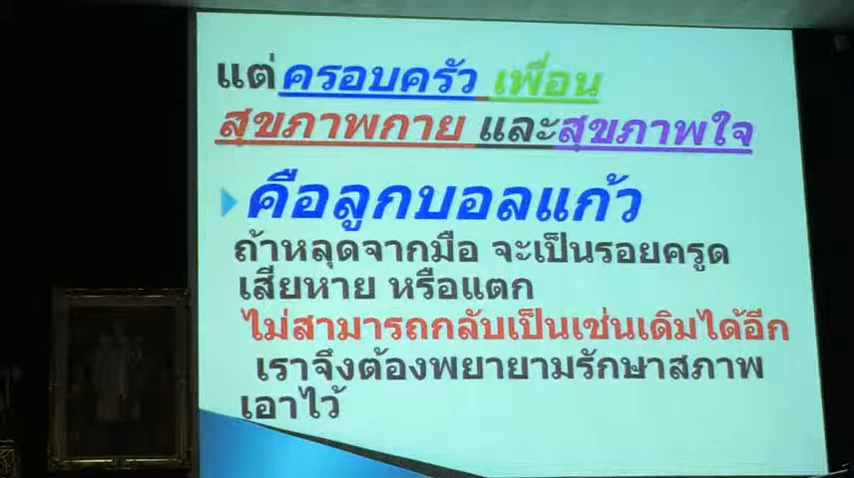 แต่ครอบครัว เพื่อน
สุขภาพกาย และสุขภาพใจ
คือลูกบอลแก้ว
ถ้าหลุดจากมือ จะเป็นรอยครูด
เสียหาย หรือแตก
ไม่สามารถกลับเป็นเช่นเดิมได้อีก
เราจึงต้องพยายามรักษาสภาพ
เอาไว้